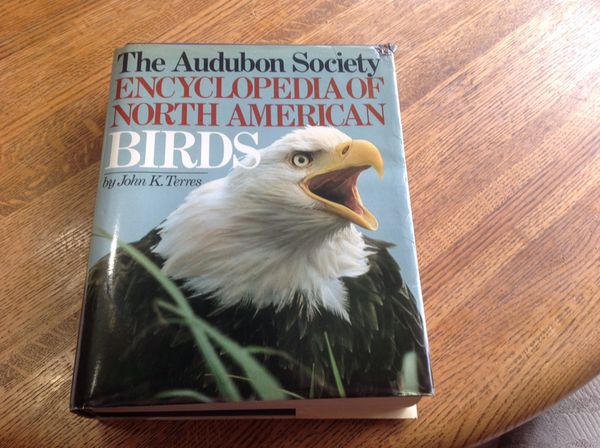 The Audubon Society
ENCYCLOPEDIA OF
NORTH AMERICAN
BIRDS
by John K. Terres